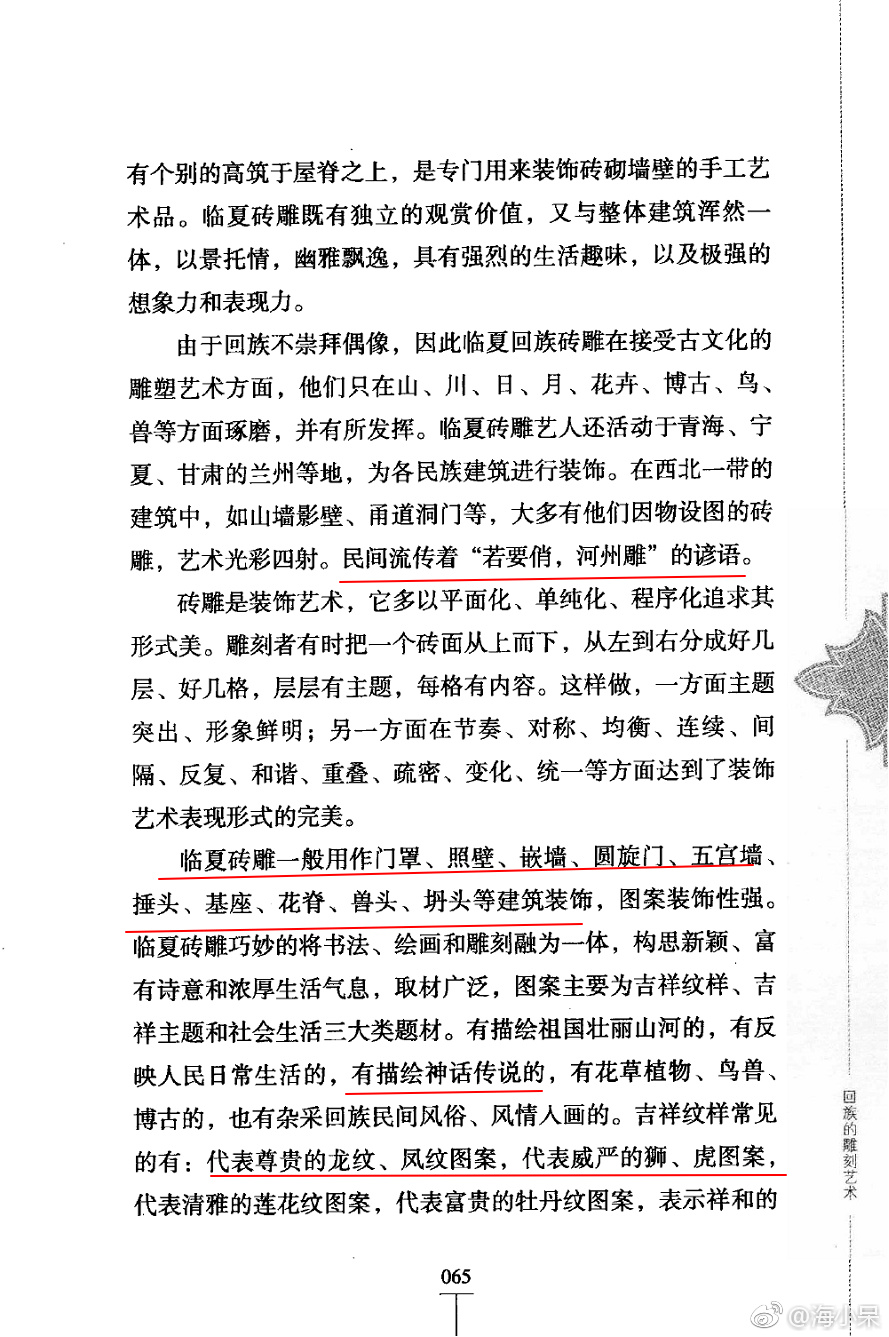 有个别的高筑于屋脊之上，是专门用来装饰砖砌墙壁的手工艺
术品。临夏砖雕既有独立的观赏价值，又与整体建筑浑然一
体，以景托情，幽雅飘逸，具有强烈的生活趣味，以及极强的
想象力和表现力。
由于回族不崇拜偶像，因此临夏回族砖雕在接受古文化的
雕塑艺术方面，他们只在山、川、日、月、花卉、博古、鸟、
兽等方面琢磨，并有所发挥。临夏砖雕艺人还活动于青海、宁
夏、甘肃的兰州等地，为各民族建筑进行装饰。在西北一带的
建筑中，如山墙影壁、甬道洞门等，大多有他们因物设图的砖
雕，艺术光彩四射。民间流传着“若要俏，河州雕”的谚语。
砖雕是装饰艺术，它多以平面化、单纯化、程序化追求其
形式美。雕刻者有时把一个砖面从上而下，从左到右分成好几
层、好几格，层层有主题，每格有内容。这样做，一方面主题
突出、形象鲜明；另一方面在节奏、对称、均衡、连续、间
隔、反复、和谐、重叠、疏密、变化、统一等方面达到了装饰
艺术表现形式的完美。
临夏砖雕一般用作门罩、照壁、嵌墙、圆旋门、五宫墙、
捶头、基座、花脊、兽头、坍头等建筑装饰，图案装饰性强。
临夏砖雕巧妙的将书法、绘画和雕刻融为一体，构思新颖、富
有诗意和浓厚生活气息，取材广泛，图案主要为吉祥纹样、吉
祥主题和社会生活三大类题材。有描绘祖国壮丽山河的，有反
映人民日常生活的，有描绘神话传说的，有花草植物、鸟兽、
博古的，也有杂采回族民间风俗、风情人画的。吉祥纹样常见
的有：代表尊贵的龙纹、凤纹图案，代表威严的狮、虎图案，
代表清雅的莲花纹图案，代表富贵的牡丹纹图案，表示祥和的
回族的雕刻艺术
065
@海小呆